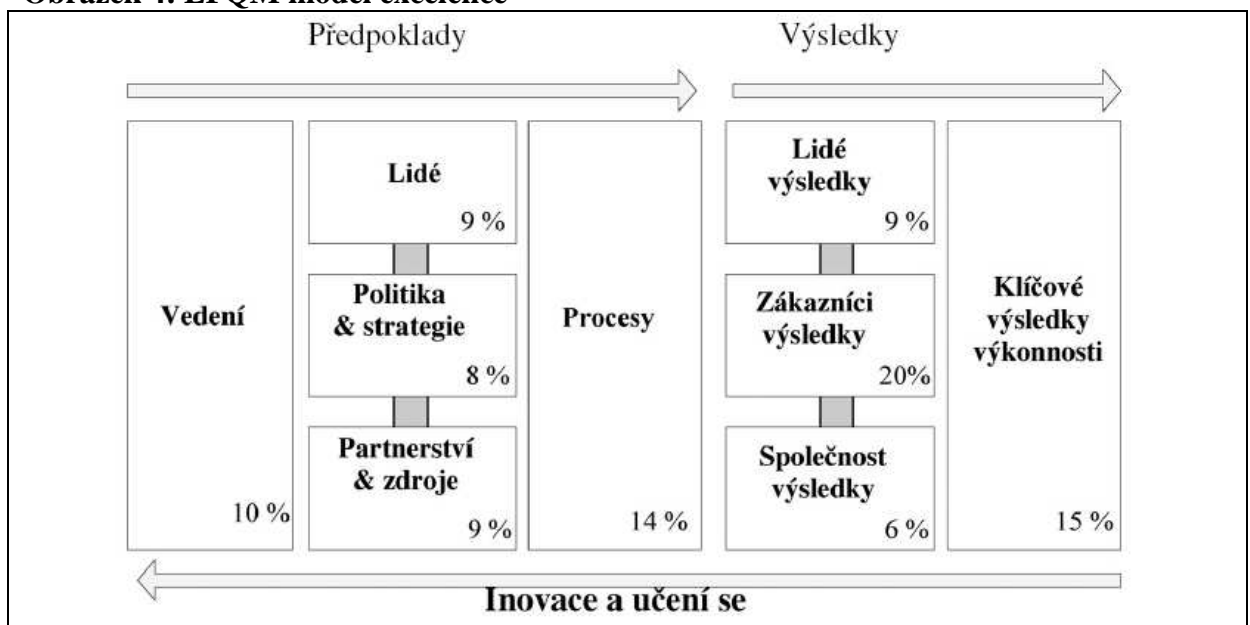 Předpoklady
Výsledky
Vedení
10 %
Lidé
9 %
Politika
& strategie
8 %
Partnerství
& zdroje
9 %
Procesy
14 %
Lidé
výsledky
9 %
Zákazníci
výsledky
20%
Společnost
výsledky
6 %
Klíčové
výsledky
výkonnosti
15 %
Inovace a učení se